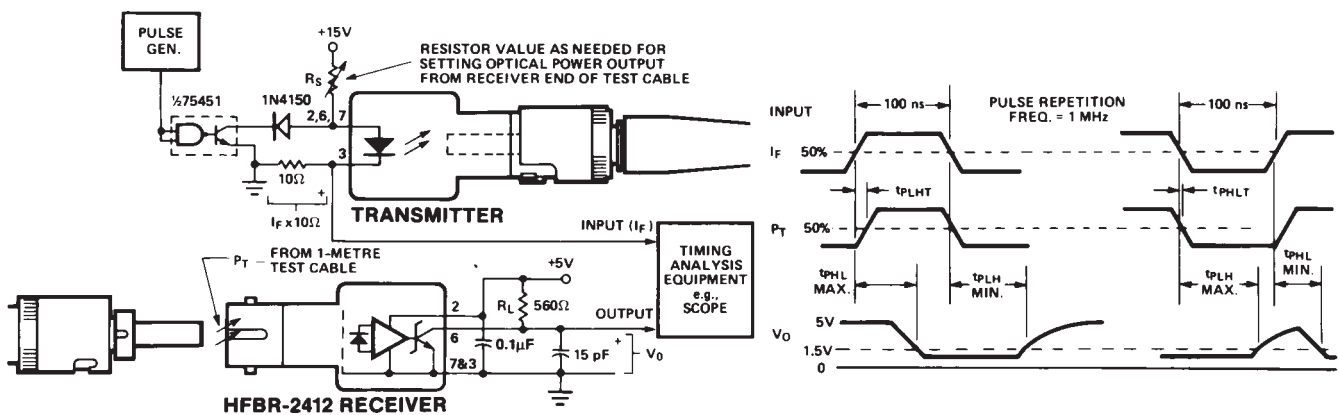 PULSE
GEN.
+15V
RESISTOR VALUE AS NEEDED FOR
SETTING OPTICAL POWER OUTPUT
FROM RECEIVER END OF TEST CABLE
RS
½75451
1N4150
2,6,
7
3
10Ω
+
IF x10Ω
TRANSMITTER
INPUT (IF)
TIMING
ANALYSIS
EQUIPMENT
e.g.,
SCOPE
PT
FROM 1-METRE
TEST CABLE
+5V
2
RL
560Ω
OUTPUT
6
0.1µF
7&3
15 pF
+
VO
HFBR-2412 RECEIVER
INPUT
100 ns
PULSE REPETITION
FREQ. = 1 MHz
100 ns
IF
50%
tPLHT
tPHLT
PT
50%
tPHL
MAX.
tPLH
MIN.
tPLH
MAX.
tPHL
MIN.
VO
5V
1.5V
0